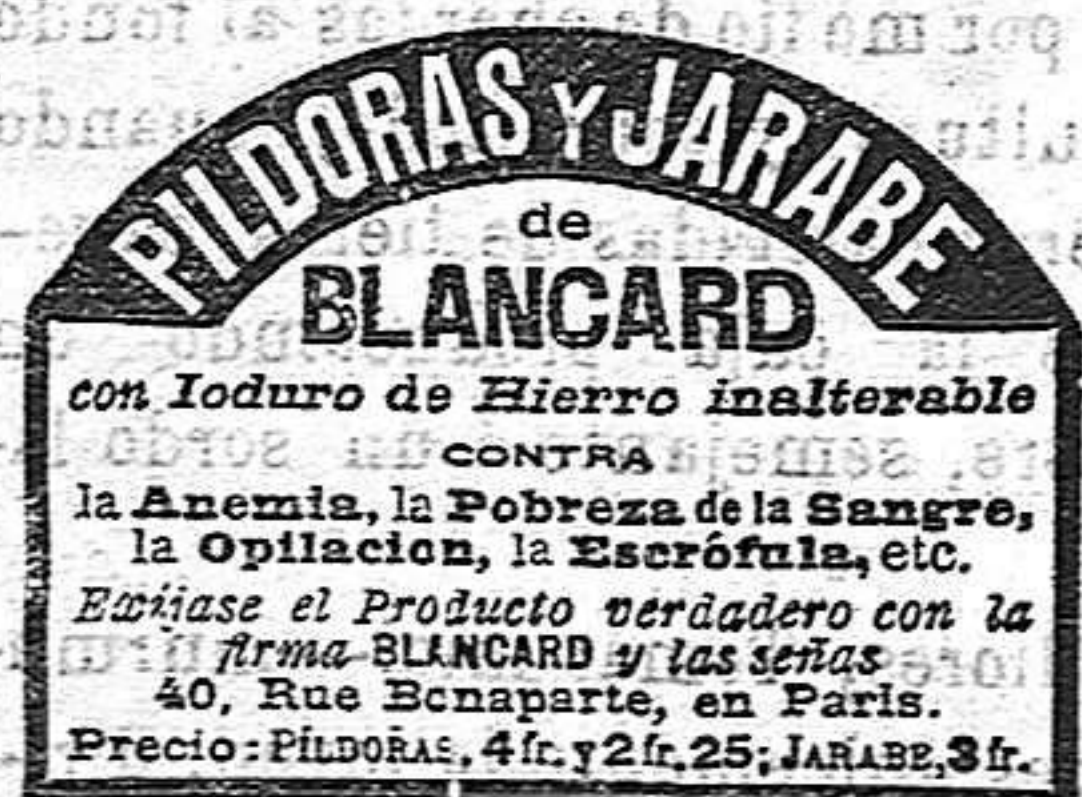 PILDORAS Y JARABE
de
BLANCARD
con Ioduro de Hierro inalterable
CONTRA
la Anemia, la Pobreza de la Sangre,
la Opilacion, la Escrófula, etc.
Exíjase el Producto verdadero con la
firma BLANCARD y las señas
40, Rue Bonaparte, en Paris.
Precio: PÍLDORAS, 4 fr. y 2 fr. 25; JARABE, 3 fr.